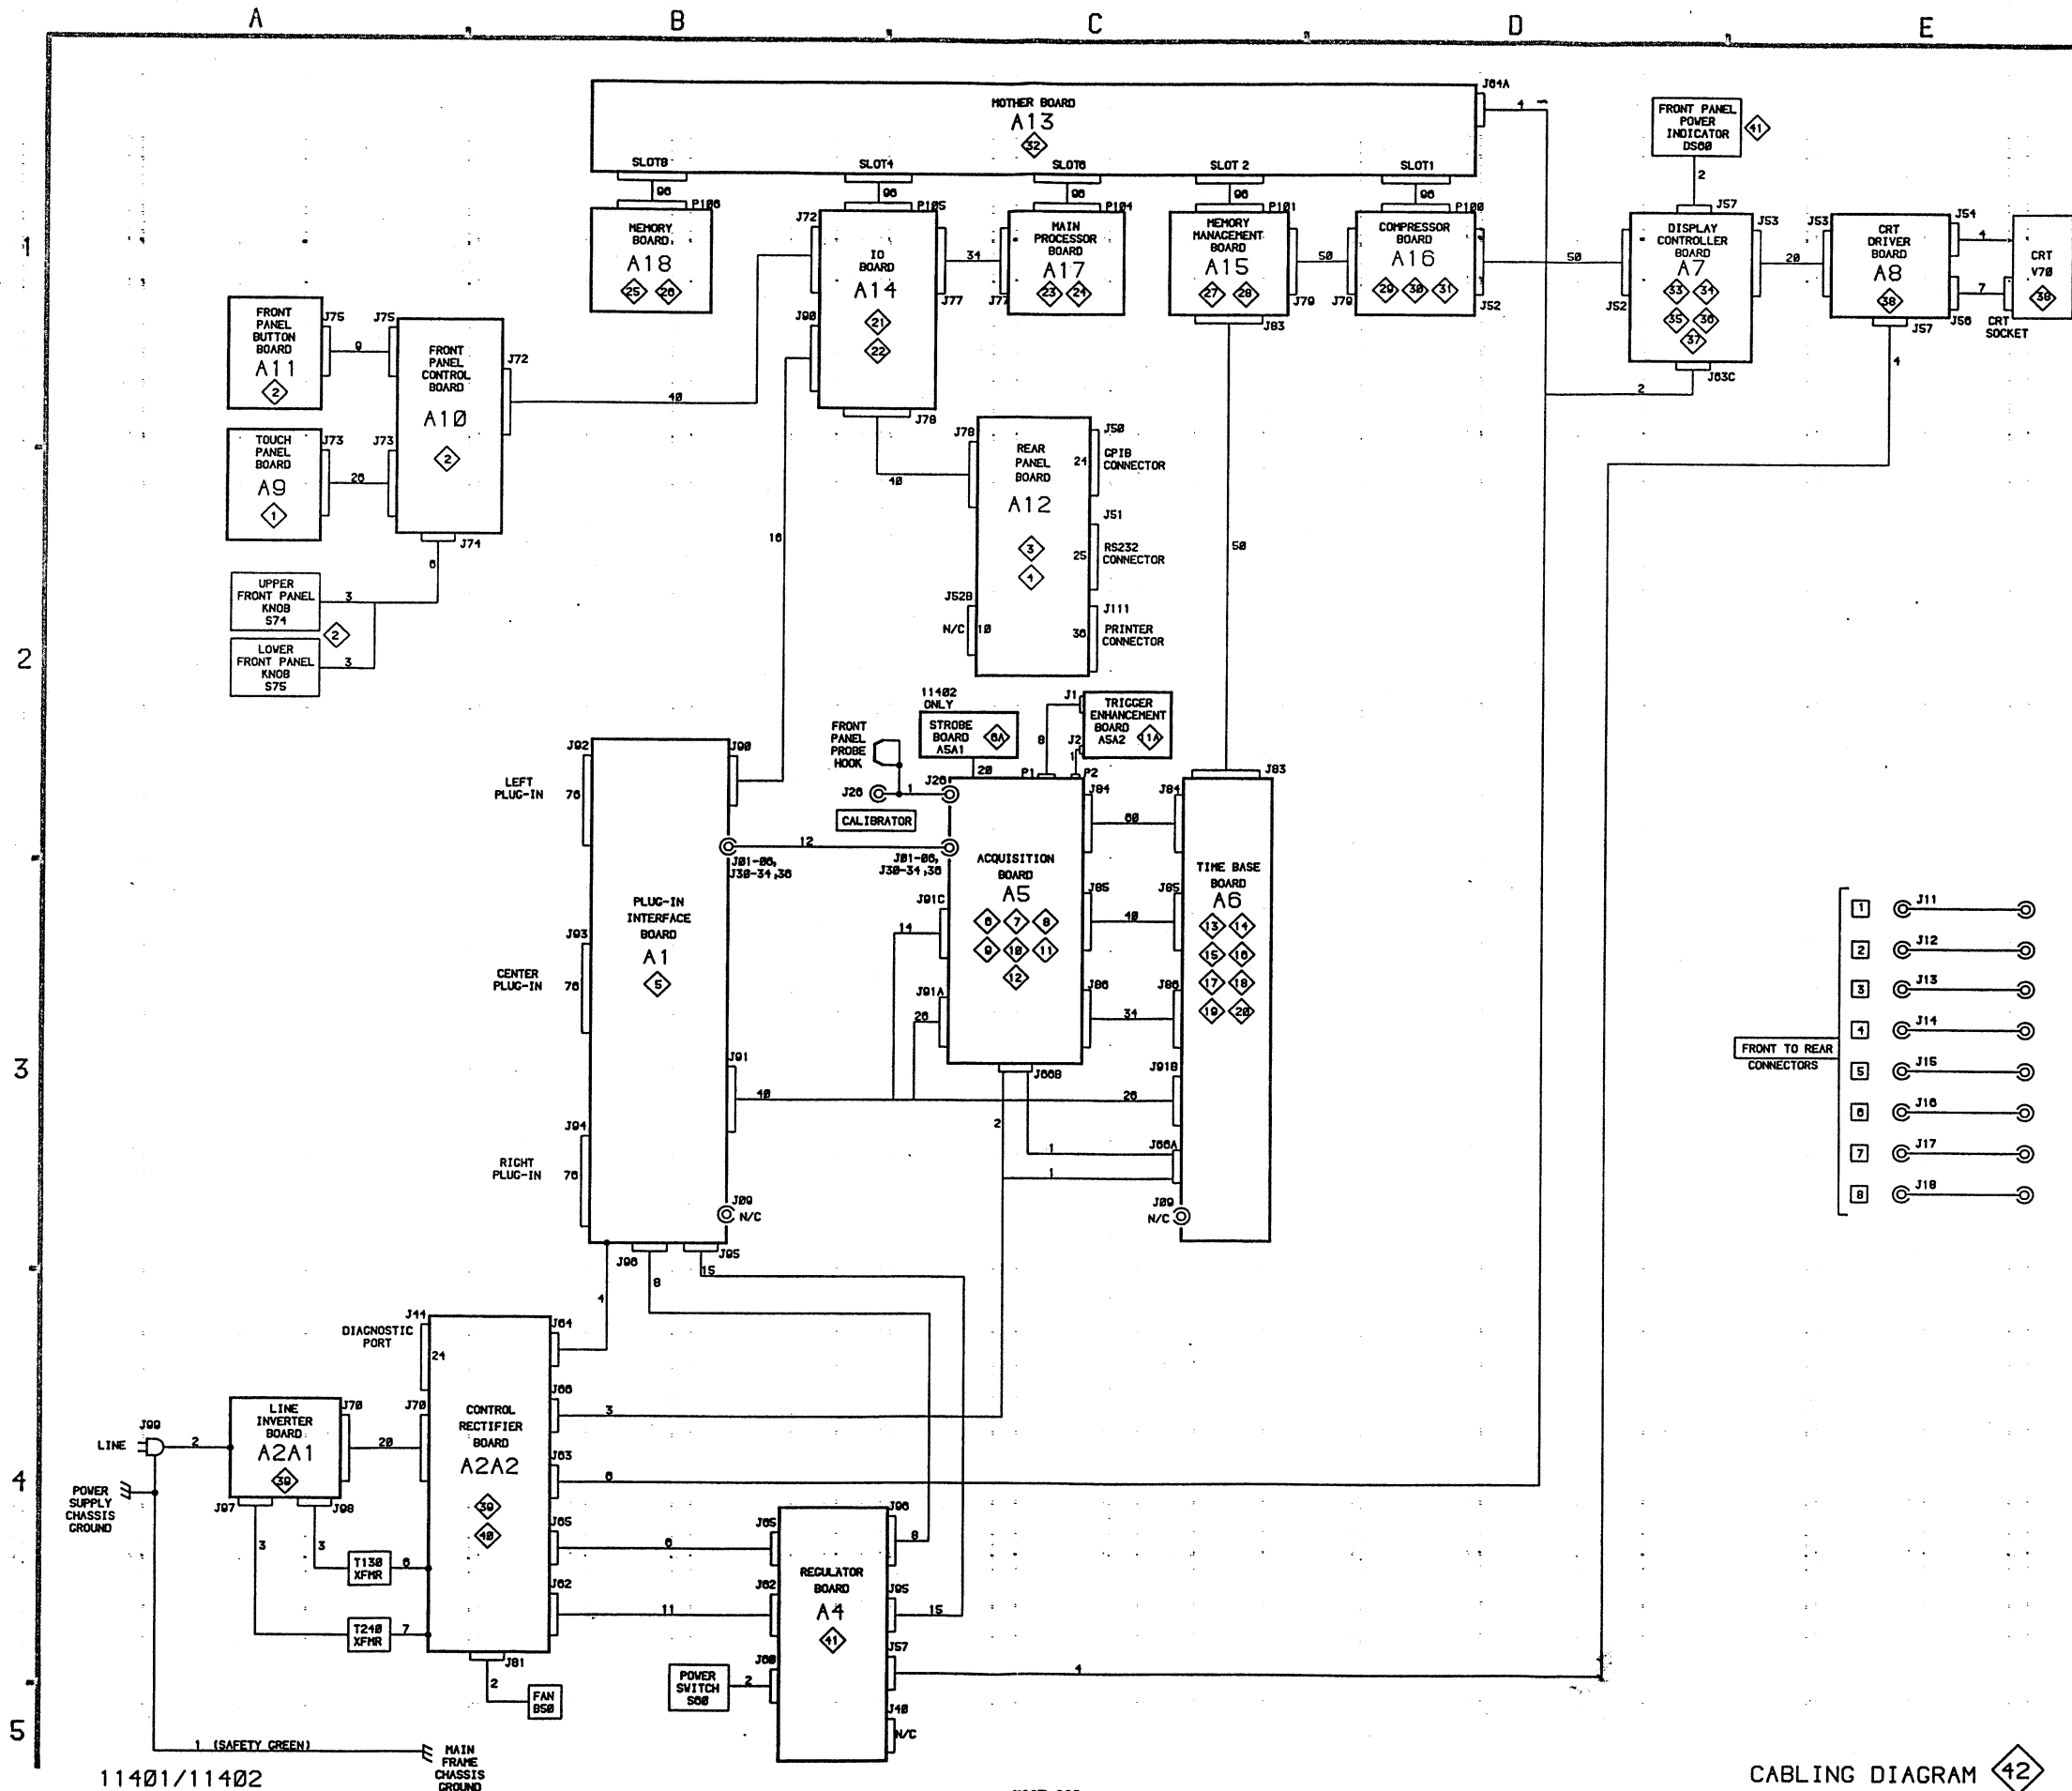 A B C D E
MOTHER BOARD
A13
32
J64A
4
SLOT8 SLOT4 SLOT6 SLOT 2 SLOT1
96 96 96 96 96
FRONT PANEL
POWER
INDICATOR
DS60
41
2
1
P106
MEMORY
BOARD
A18
25 26
J72
P105
IO
BOARD
A14
21
22
J77
J90
J78
34
P104
MAIN
PROCESSOR
BOARD
A17
23 24
J77
P101
MEMORY
MANAGEMENT
BOARD
A15
27 28
J79
J83
50
P100
COMPRESSOR
BOARD
A16
29 30 31
J79
J52
50
J57
DISPLAY
CONTROLLER
BOARD
A7
33 34
35 36
37
J52
J53
J63C
2
20
J53
CRT
DRIVER
BOARD
A8
38
J54
4
J56
7
J57
4
CRT
V70
38
CRT
SOCKET
FRONT
PANEL
BUTTON
BOARD
A11
2
J75
9
J75
FRONT
PANEL
CONTROL
BOARD
A10
2
J72
40
TOUCH
PANEL
BOARD
A9
1
J73
26
J73
J74
6
UPPER
FRONT PANEL
KNOB
S74
3
2
LOWER
FRONT PANEL
KNOB
S75
3
16
40
J78
REAR
PANEL
BOARD
A12
3
4
J50
24
GPIB
CONNECTOR
J51
25
RS232
CONNECTOR
J52B
N/C
10
J111
36
PRINTER
CONNECTOR
50
2
11402
ONLY
STROBE
BOARD
A5A1
6A
20
J1
8
J2
1
TRIGGER
ENHANCEMENT
BOARD
A5A2
11A
P1
P2
FRONT
PANEL
PROBE
HOOK
J26
1
J26
CALIBRATOR
J92
LEFT
PLUG-IN
76
J90
12
J01-06,
J30-34,36
J01-06,
J30-34,36
PLUG-IN
INTERFACE
BOARD
A1
5
J93
CENTER
PLUG-IN
76
J91
40
J94
RIGHT
PLUG-IN
76
J09
N/C
J96
8
J95
15
4
ACQUISITION
BOARD
A5
6 7 8
9 10 11
12
J91C
14
J91A
26
J84
60
J84
J85
40
J85
J86
34
J86
J66B
2
J83
TIME BASE
BOARD
A6
13 14
15 16
17 18
19 20
J91B
26
J66A
1
1
J09
N/C
3
FRONT TO REAR
CONNECTORS
1 J11
2 J12
3 J13
4 J14
5 J15
6 J16
7 J17
8 J18
J44
DIAGNOSTIC
PORT
24
J64
J66
3
CONTROL
RECTIFIER
BOARD
A2A2
39
40
J63
6
J65
6
J62
11
J81
2
FAN
B50
J99
LINE
2
LINE
INVERTER
BOARD
A2A1
39
J70
20
J70
J97
J98
3
3
T130
XFMR
6
T240
XFMR
7
4
POWER
SUPPLY
CHASSIS
GROUND
J65
J62
REGULATOR
BOARD
A4
41
J96
8
J95
15
J57
4
J60
POWER
SWITCH
S60
2
J40
N/C
5
1 (SAFETY GREEN)
MAIN
FRAME
CHASSIS
GROUND
11401/11402
CABLING DIAGRAM 42